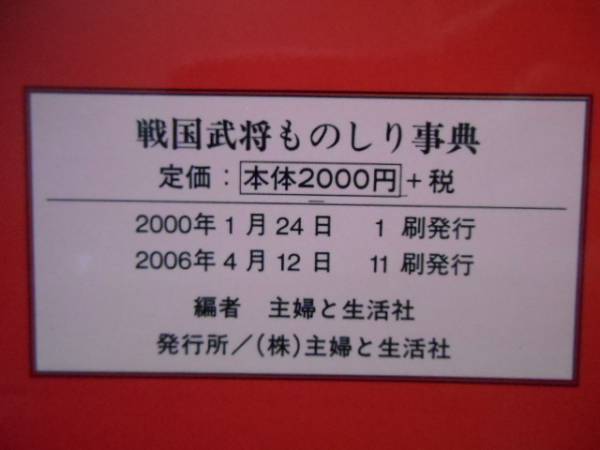 戦国武将ものしり事典
定価：本体2000円＋税
2000年1月24日　1刷発行
2006年4月12日　11刷発行
編者　主婦と生活社
発行所／(株)主婦と生活社